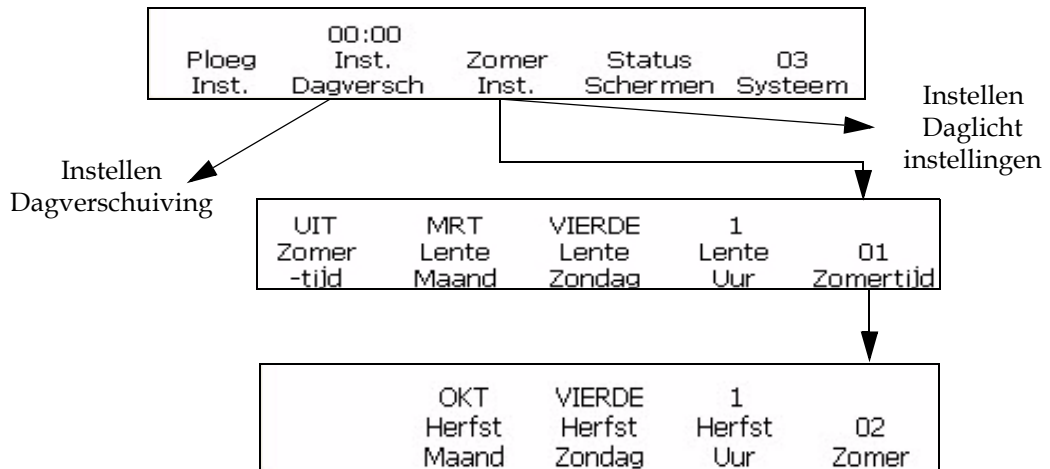 00:00
Ploeg Inst. Zomer Status 03
Inst. Dagversch Inst. Schermen Systeem
Instellen
Daglicht
instellingen
Instellen
Dagverschuiving
UIT MRT VIERDE 1
Zomer Lente Lente Lente 01
-tijd Maand Zondag Uur Zomertijd
OKT VIERDE 1
Herfst Herfst Herfst 02
Maand Zondag Uur Zomer